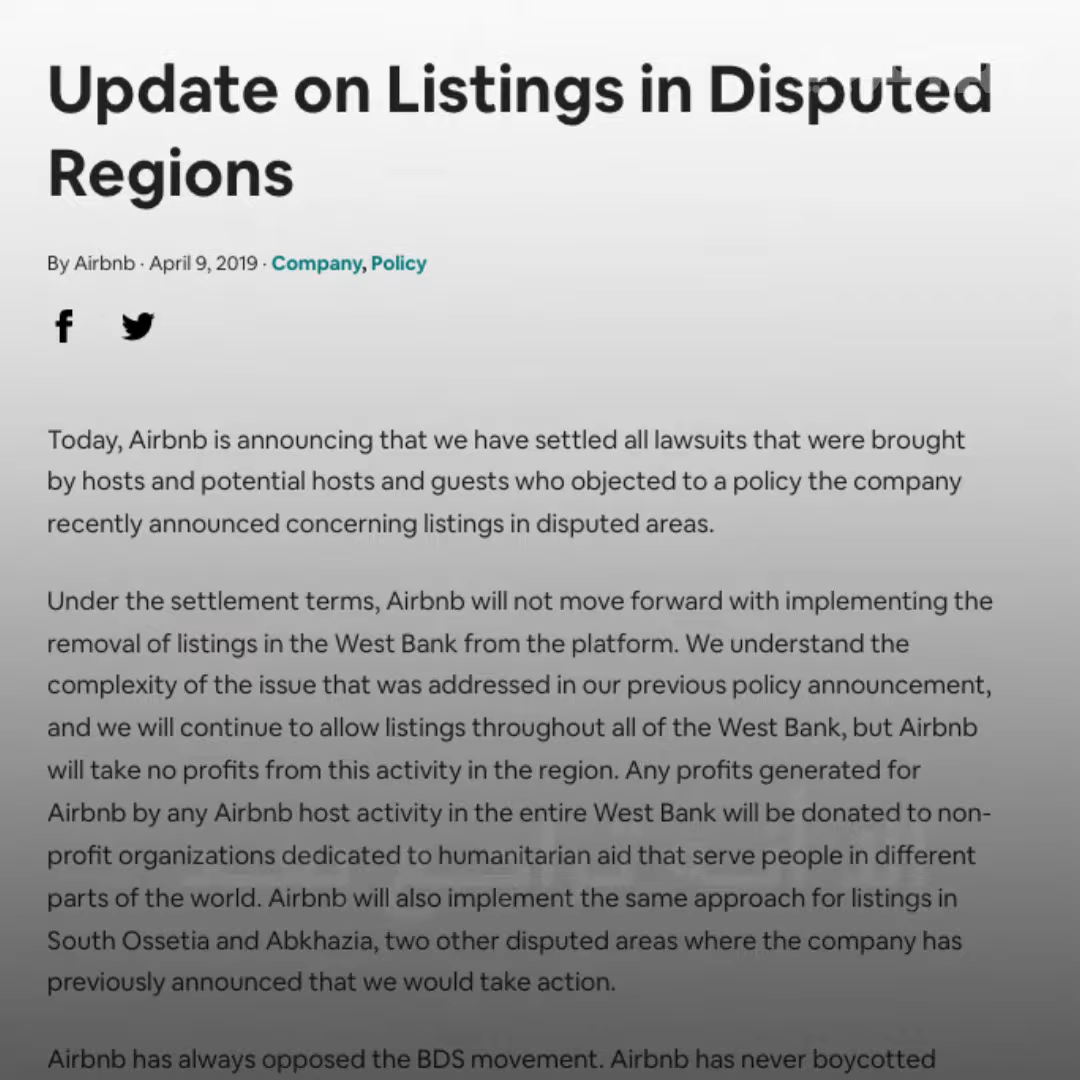 Update on Listings in Disputed
Regions
By Airbnb · April 9, 2019 · Company, Policy
Today, Airbnb is announcing that we have settled all lawsuits that were brought
by hosts and potential hosts and guests who objected to a policy the company
recently announced concerning listings in disputed areas.
Under the settlement terms, Airbnb will not move forward with implementing the
removal of listings in the West Bank from the platform. We understand the
complexity of the issue that was addressed in our previous policy announcement,
and we will continue to allow listings throughout all of the West Bank, but Airbnb
will take no profits from this activity in the region. Any profits generated for
Airbnb by any Airbnb host activity in the entire West Bank will be donated to non-
profit organizations dedicated to humanitarian aid that serve people in different
parts of the world. Airbnb will also implement the same approach for listings in
South Ossetia and Abkhazia, two other disputed areas where the company has
previously announced that we would take action.
Airbnb has always opposed the BDS movement. Airbnb has never boycotted